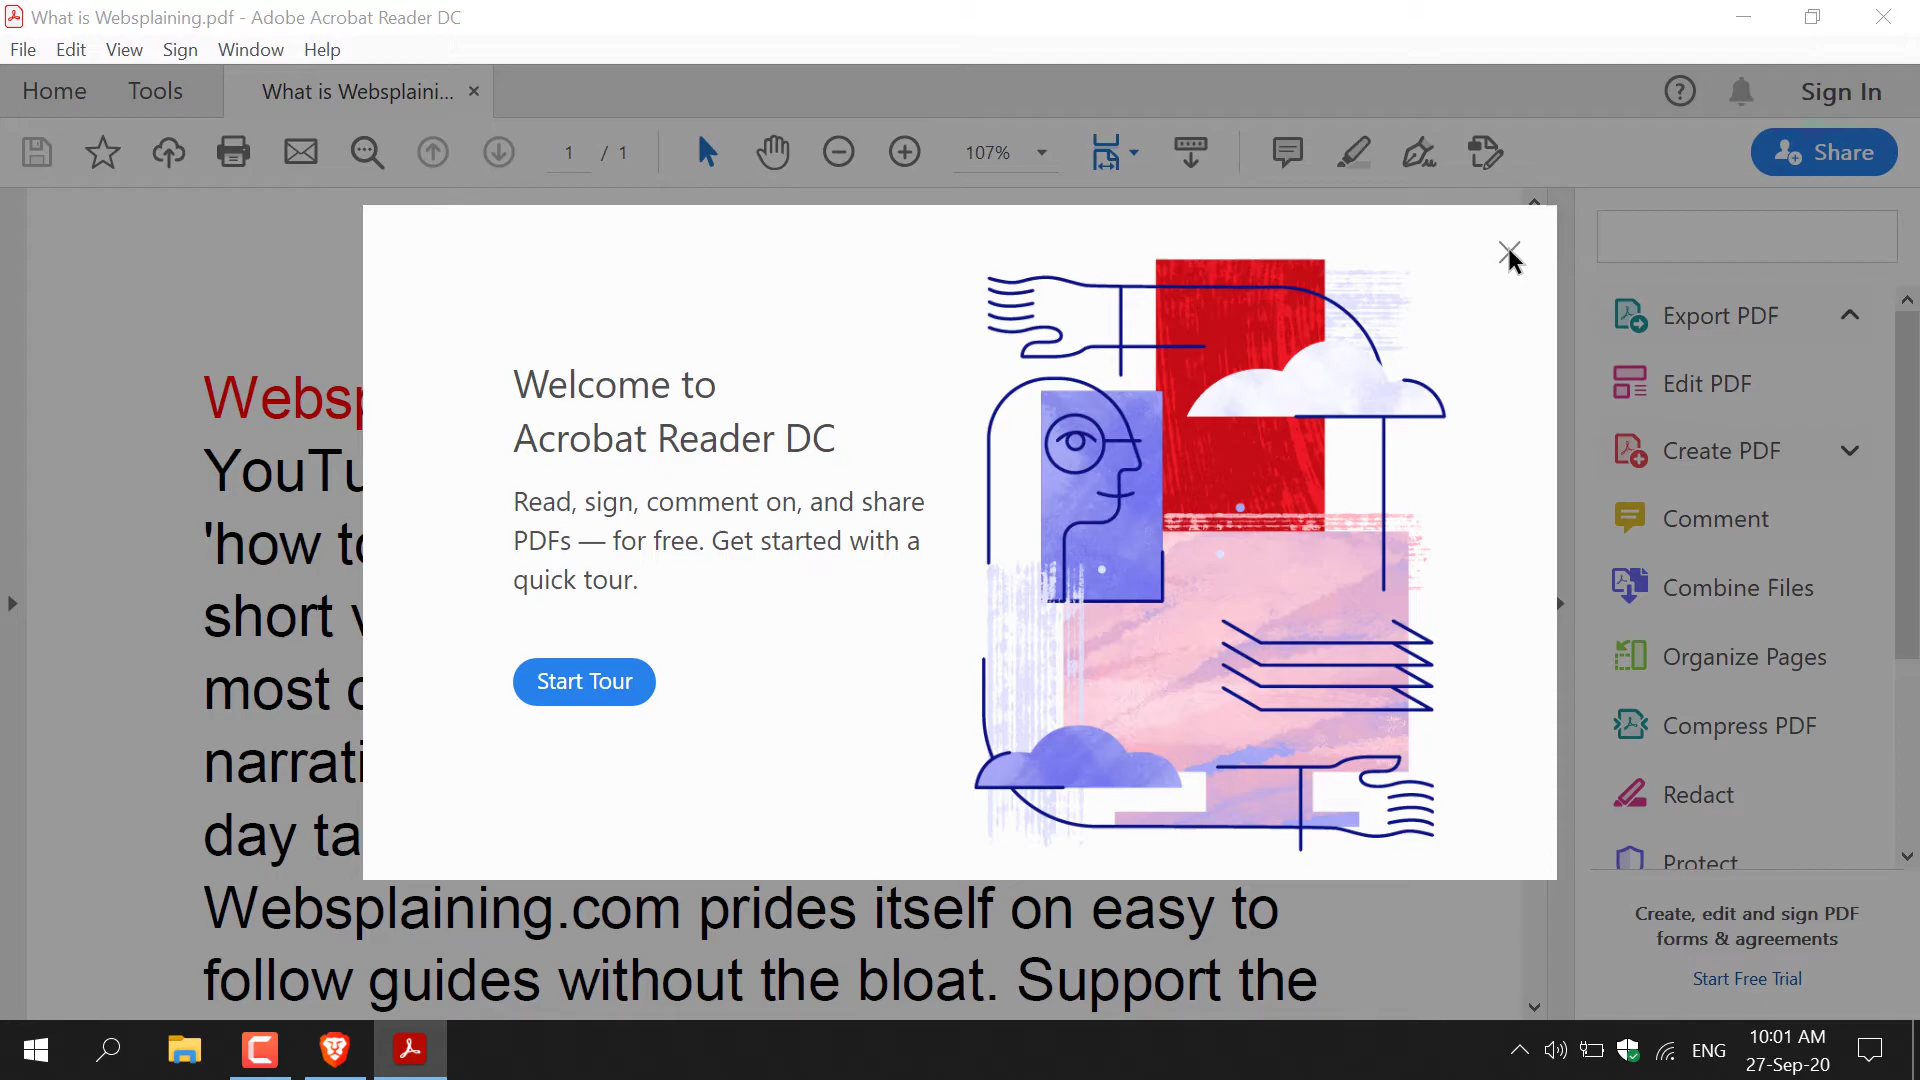 What is Websplaining.pdf - Adobe Acrobat Reader DC
File Edit View Sign Window Help
Home Tools What is Websplaini... Sign In
1 / 1 107% Share
Welcome to
Acrobat Reader DC
Read, sign, comment on, and share
PDFs — for free. Get started with a
quick tour.
Start Tour
Websp
YouTu
'how to
short v
most o
narrati
day ta
Websplaining.com prides itself on easy to
follow guides without the bloat. Support the
Export PDF
Edit PDF
Create PDF
Comment
Combine Files
Organize Pages
Compress PDF
Redact
Protect
Create, edit and sign PDF
forms & agreements
Start Free Trial
ENG
10:01 AM
27-Sep-20